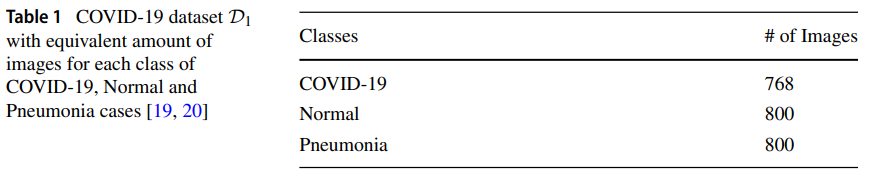 Table 1 COVID-19 dataset 𝒟1
with equivalent amount of
images for each class of
COVID-19, Normal and
Pneumonia cases [19, 20]
Classes # of Images
COVID-19 768
Normal 800
Pneumonia 800